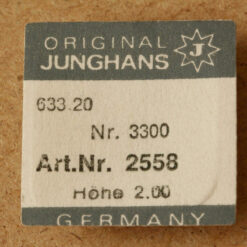 ORIGINAL
JUNGHANS J
633.20
Nr. 3300
Art.Nr. 2558
Höhe 2.00
GERMANY